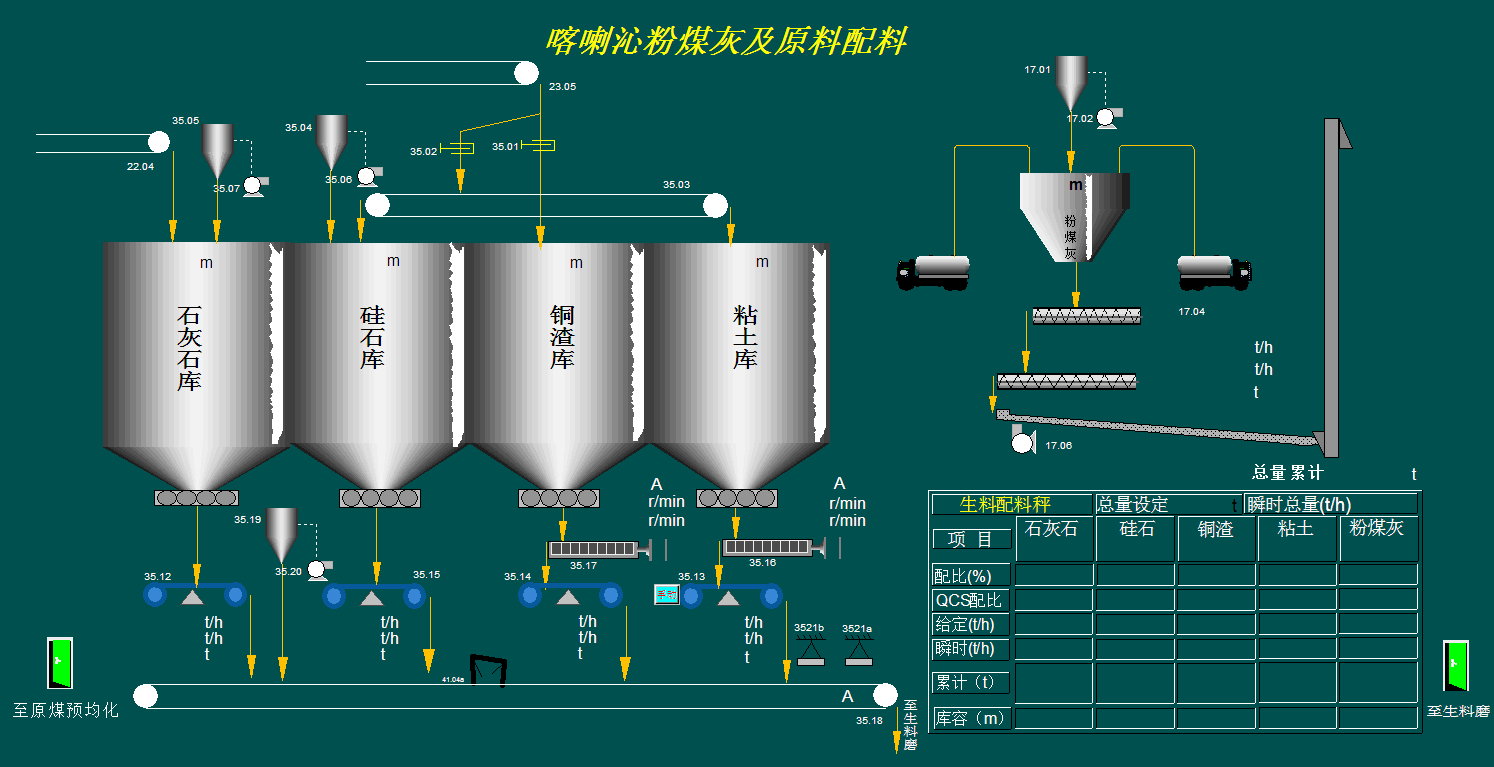 喀喇沁粉煤灰及原料配料
23.05
17.01
17.02
35.05
35.04
22.04
35.07
35.06
35.02
35.01
35.03
m
粉煤灰
m
m
m
m
石灰石库
硅石库
铜渣库
粘土库
17.04
t/h
t/h
t
17.06
总量累计
t
A
r/min
r/min
A
r/min
r/min
35.19
35.20
35.17
35.16
35.12
35.15
35.14
35.13
t/h
t/h
t
t/h
t/h
t
t/h
t/h
t
t/h
t/h
t
3521b
3521a
41.04a
A
35.18
至原煤预均化
至生料磨
至生料磨
生料配料秤
总量设定
t
瞬时总量(t/h)
项 目
石灰石
硅石
铜渣
粘土
粉煤灰
配比(%)
QCS配比
给定(t/h)
瞬时(t/h)
累计（t）
库容（m）